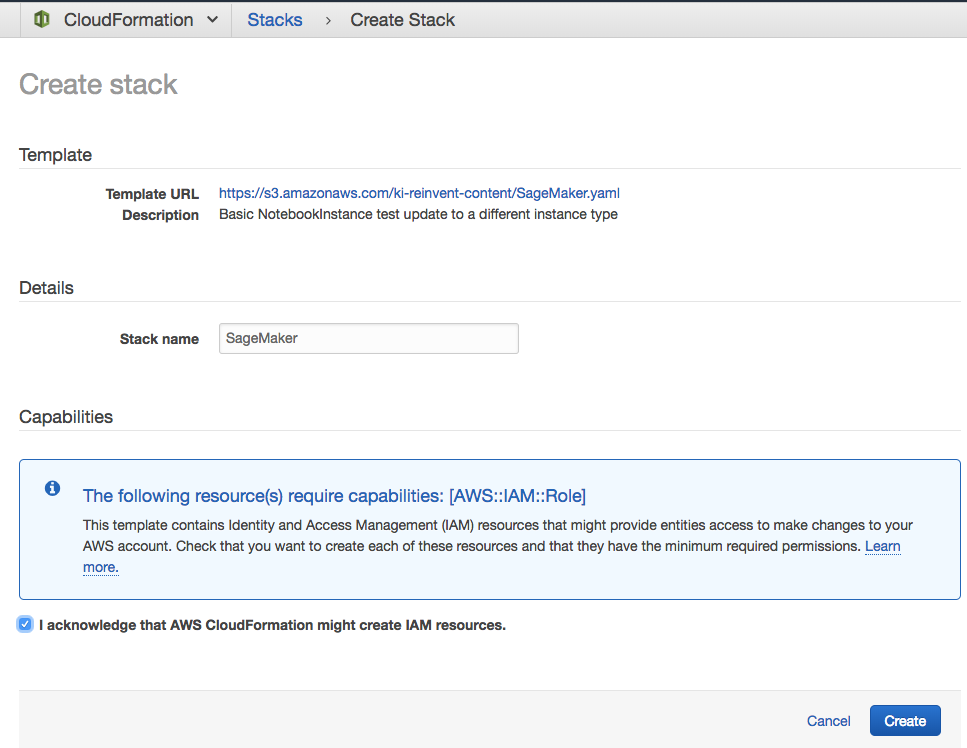 CloudFormation Stacks › Create Stack
Create stack
Template
Template URL https://s3.amazonaws.com/ki-reinvent-content/SageMaker.yaml
Description Basic NotebookInstance test update to a different instance type
Details
Stack name SageMaker
Capabilities
The following resource(s) require capabilities: [AWS::IAM::Role]
This template contains Identity and Access Management (IAM) resources that might provide entities access to make changes to your
AWS account. Check that you want to create each of these resources and that they have the minimum required permissions. Learn
more.
I acknowledge that AWS CloudFormation might create IAM resources.
Cancel Create